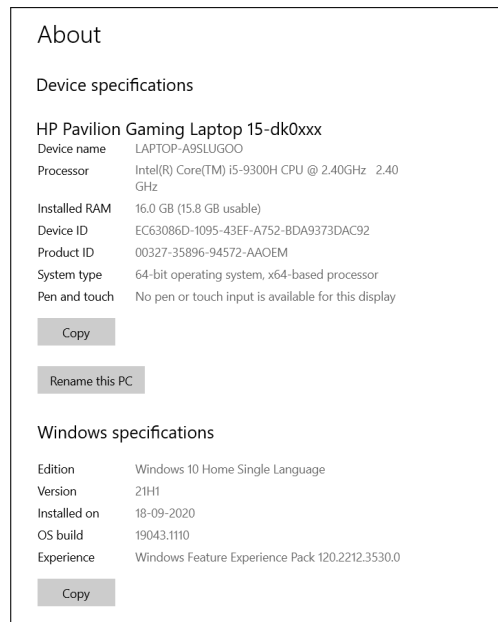 About
Device specifications
HP Pavilion Gaming Laptop 15-dk0xxx
Device name LAPTOP-A9SLUGOO
Processor Intel(R) Core(TM) i5-9300H CPU @ 2.40GHz 2.40
GHz
Installed RAM 16.0 GB (15.8 GB usable)
Device ID EC63086D-1095-43EF-A752-BDA9373DAC92
Product ID 00327-35896-94572-AAOEM
System type 64-bit operating system, x64-based processor
Pen and touch No pen or touch input is available for this display
Copy
Rename this PC
Windows specifications
Edition Windows 10 Home Single Language
Version 21H1
Installed on 18-09-2020
OS build 19043.1110
Experience Windows Feature Experience Pack 120.2212.3530.0
Copy